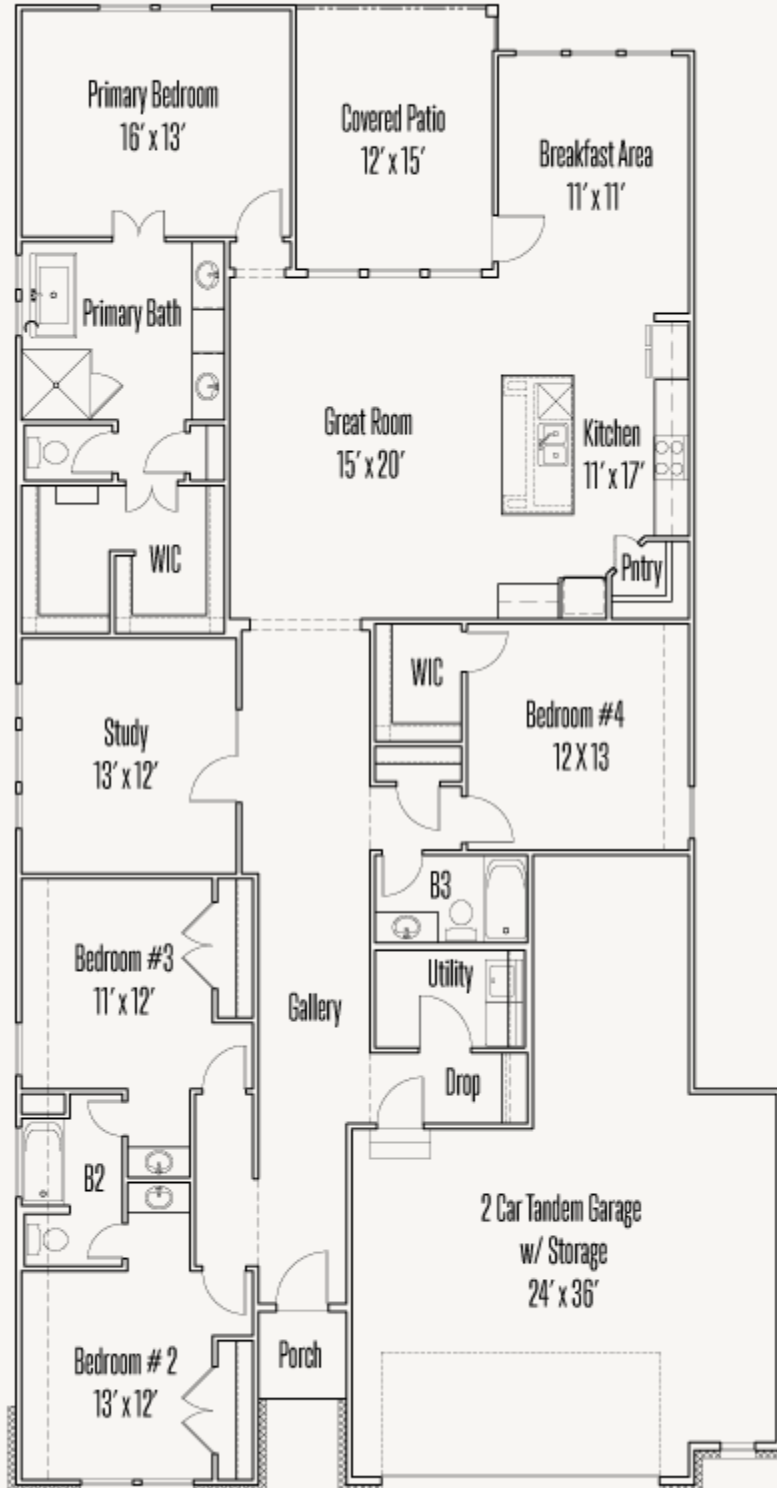 Primary Bedroom
16' x 13'
Covered Patio
12' x 15'
Breakfast Area
11' x 11'
Primary Bath
Great Room
15' x 20'
Kitchen
11' x 17'
WIC
Pntry
WIC
Bedroom #4
12 X 13
Study
13' x 12'
B3
Bedroom #3
11' x 12'
Utility
Gallery
Drop
B2
2 Car Tandem Garage
w/ Storage
24' x 36'
Porch
Bedroom # 2
13' x 12'